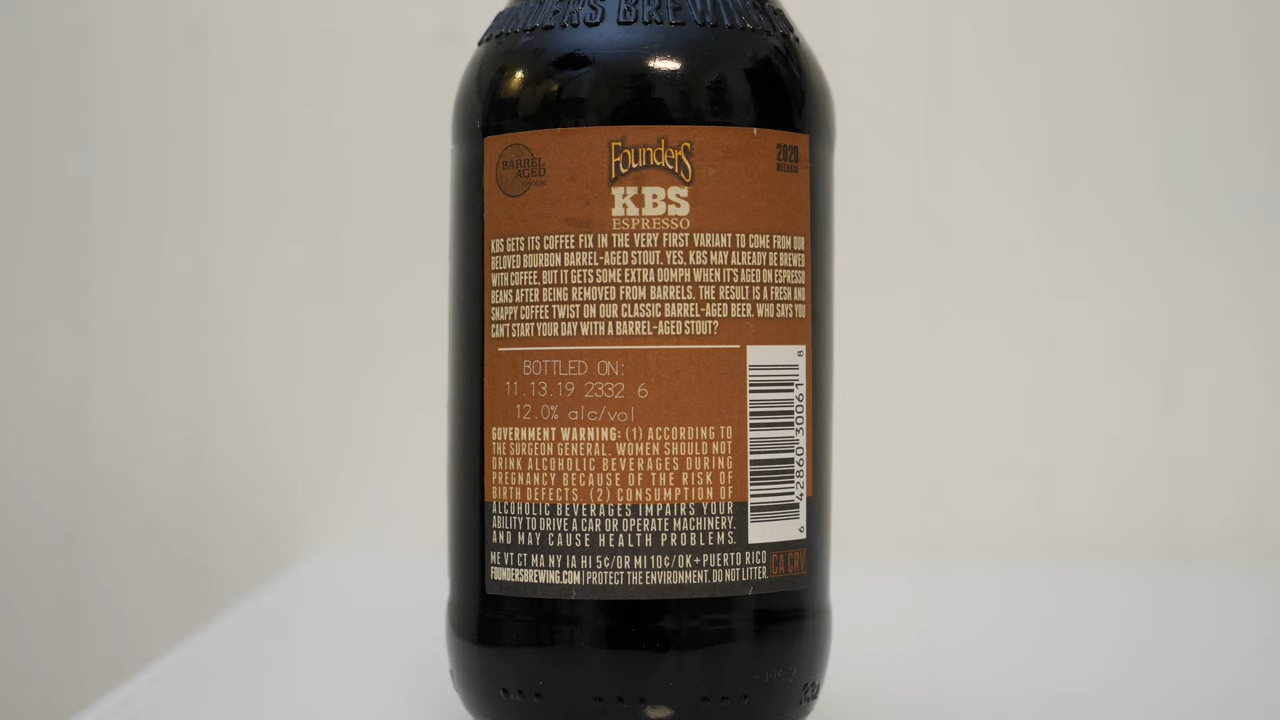 FOUNDERS BREWING
BARREL
AGED
Series
Founders
2020
RELEASE
KBS
ESPRESSO
KBS GETS ITS COFFEE FIX IN THE VERY FIRST VARIANT TO COME FROM OUR
BELOVED BOURBON BARREL-AGED STOUT. YES, KBS MAY ALREADY BE BREWED
WITH COFFEE, BUT IT GETS SOME EXTRA OOMPH WHEN IT'S AGED ON ESPRESSO
BEANS AFTER BEING REMOVED FROM BARRELS. THE RESULT IS A FRESH AND
SNAPPY COFFEE TWIST ON OUR CLASSIC BARREL-AGED BEER. WHO SAYS YOU
CAN'T START YOUR DAY WITH A BARREL-AGED STOUT?
BOTTLED ON:
11.13.19 2332 6
12.0% alc/vol
GOVERNMENT WARNING: (1) ACCORDING TO
THE SURGEON GENERAL, WOMEN SHOULD NOT
DRINK ALCOHOLIC BEVERAGES DURING
PREGNANCY BECAUSE OF THE RISK OF
BIRTH DEFECTS. (2) CONSUMPTION OF
ALCOHOLIC BEVERAGES IMPAIRS YOUR
ABILITY TO DRIVE A CAR OR OPERATE MACHINERY,
AND MAY CAUSE HEALTH PROBLEMS.
6 42860 30061 8
ME VT CT MA NY IA HI 5¢/OR MI 10¢/OK+PUERTO RICO
CA CRV
FOUNDERSBREWING.COM | PROTECT THE ENVIRONMENT. DO NOT LITTER.